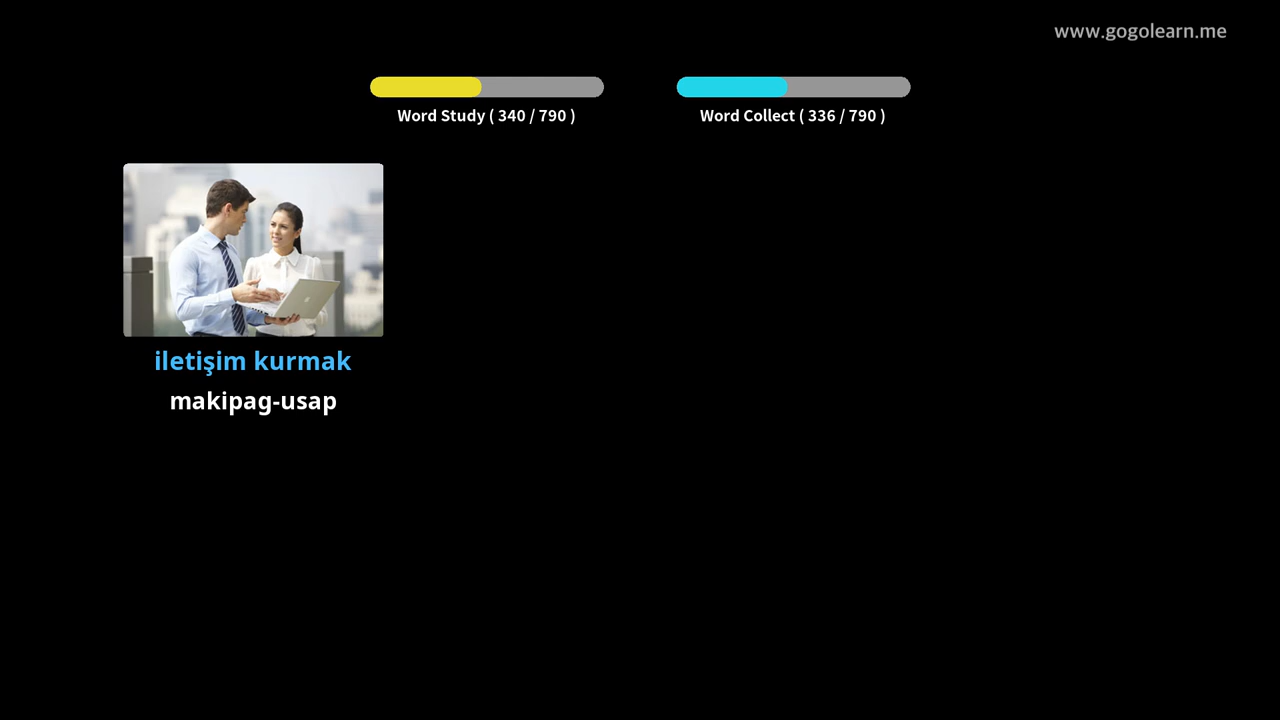 www.gogolearn.me
Word Study ( 340 / 790 )
Word Collect ( 336 / 790 )
iletişim kurmak
makipag-usap